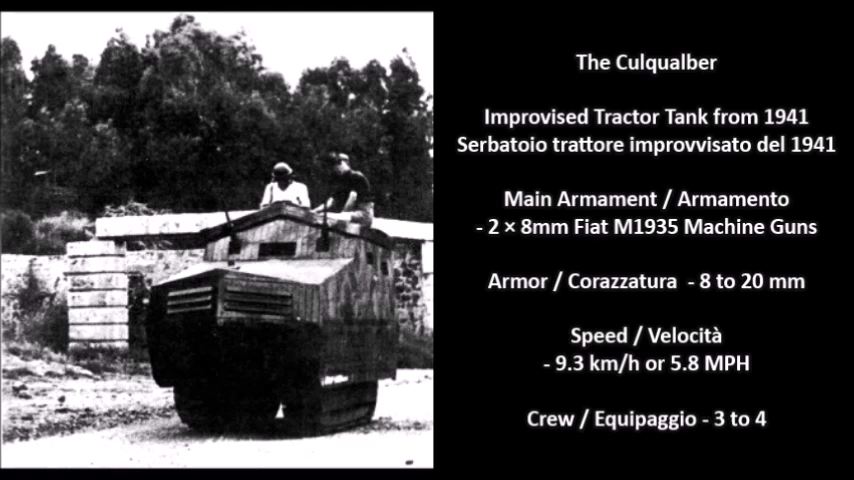 The Culqualber
Improvised Tractor Tank from 1941
Serbatoio trattore improvvisato del 1941
Main Armament / Armamento
- 2 × 8mm Fiat M1935 Machine Guns
Armor / Corazzatura - 8 to 20 mm
Speed / Velocità
- 9.3 km/h or 5.8 MPH
Crew / Equipaggio - 3 to 4